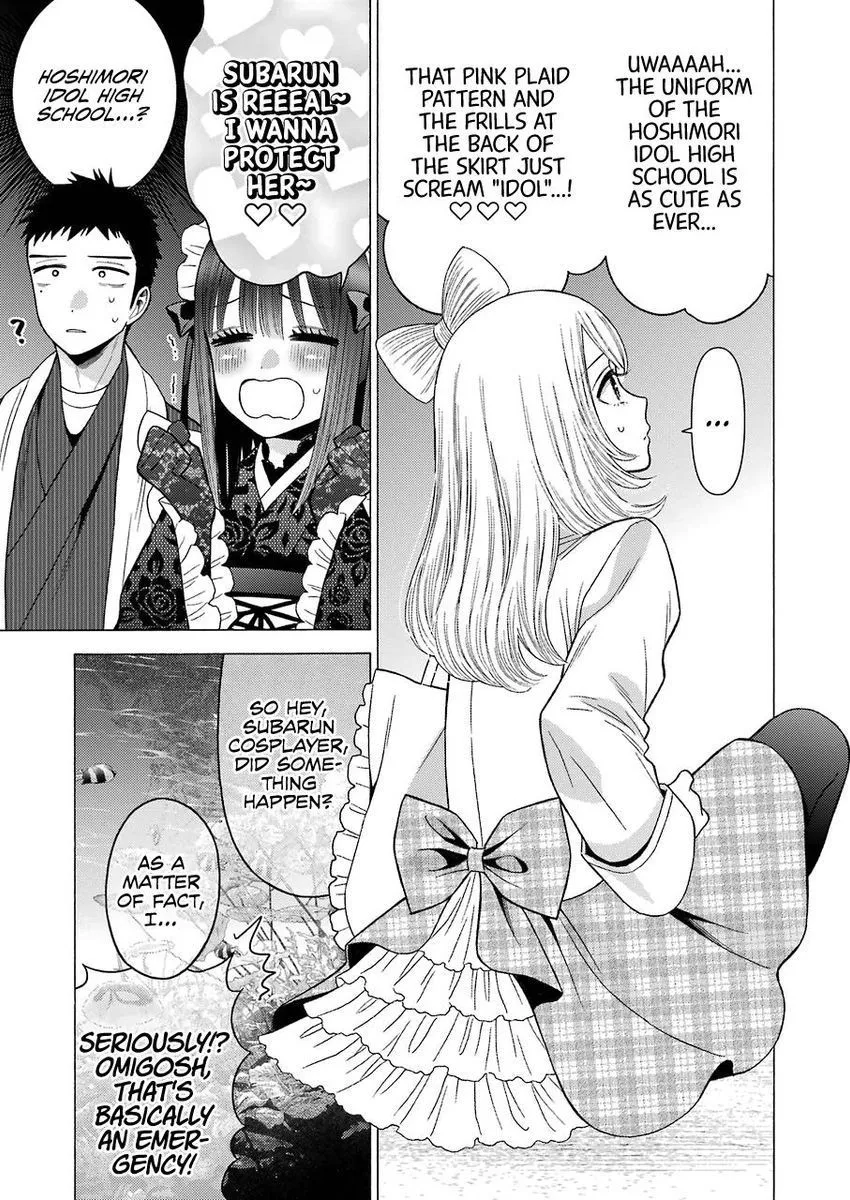 UWAAAAH...
THE UNIFORM
OF THE
HOSHIMORI
IDOL HIGH
SCHOOL IS
AS CUTE AS
EVER...
THAT PINK PLAID
PATTERN AND
THE FRILLS AT
THE BACK OF
THE SKIRT JUST
SCREAM "IDOL"...!
♡♡♡
...
SUBARUN
IS REEEAL~
I WANNA
PROTECT
HER~
♡♡
HOSHIMORI
IDOL HIGH
SCHOOL...?
?
SO HEY,
SUBARUN
COSPLAYER,
DID SOME-
THING
HAPPEN?
AS A
MATTER
OF FACT,
I...
SERIOUSLY!?
OMIGOSH,
THAT'S
BASICALLY
AN EMER-
GENCY!